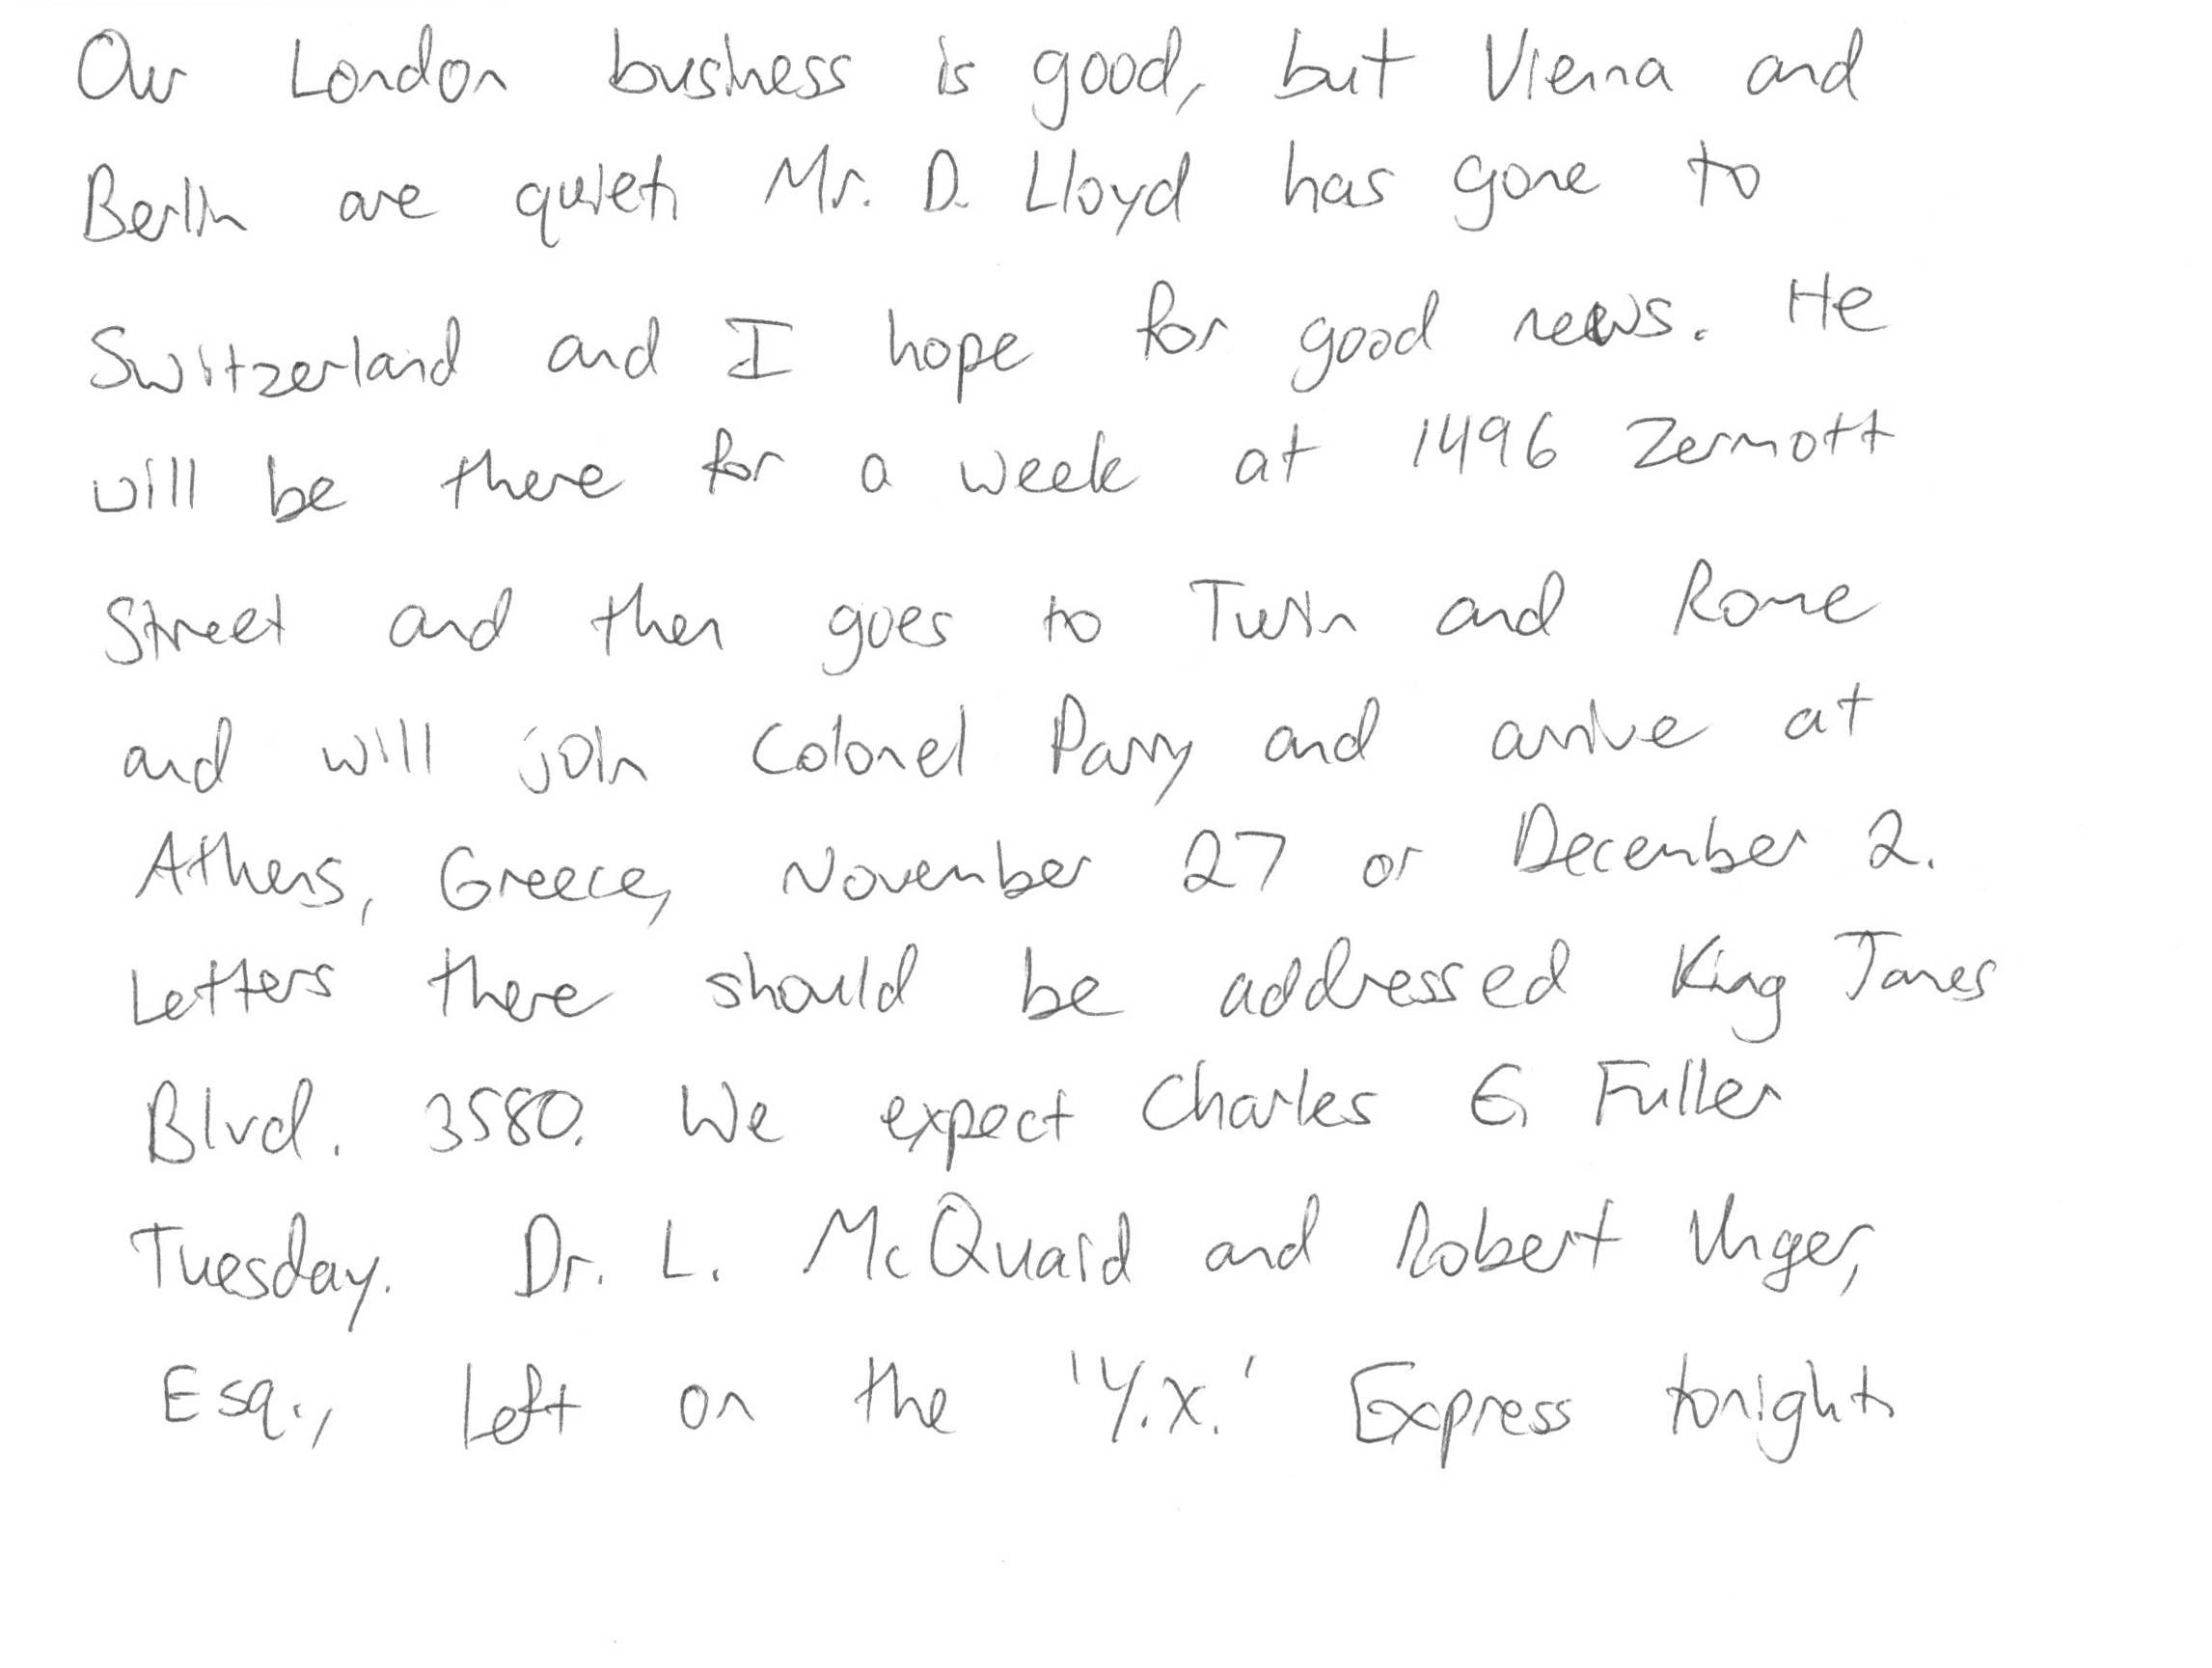 Our London business is good, but Vienna and
Berlin are quiet. Mr. D. Lloyd has gone to
Switzerland and I hope for good news. He
will be there for a week at 1496 Zermott
Street and then goes to Turin and Rome
and will join Colonel Parry and arrive at
Athens, Greece, November 27 or December 2.
Letters there should be addressed King James
Blvd. 3580. We expect Charles G. Fuller
Tuesday. Dr. L. McQuaid and Robert Unger,
Esq., left on the 'Y.X.' Express tonight.